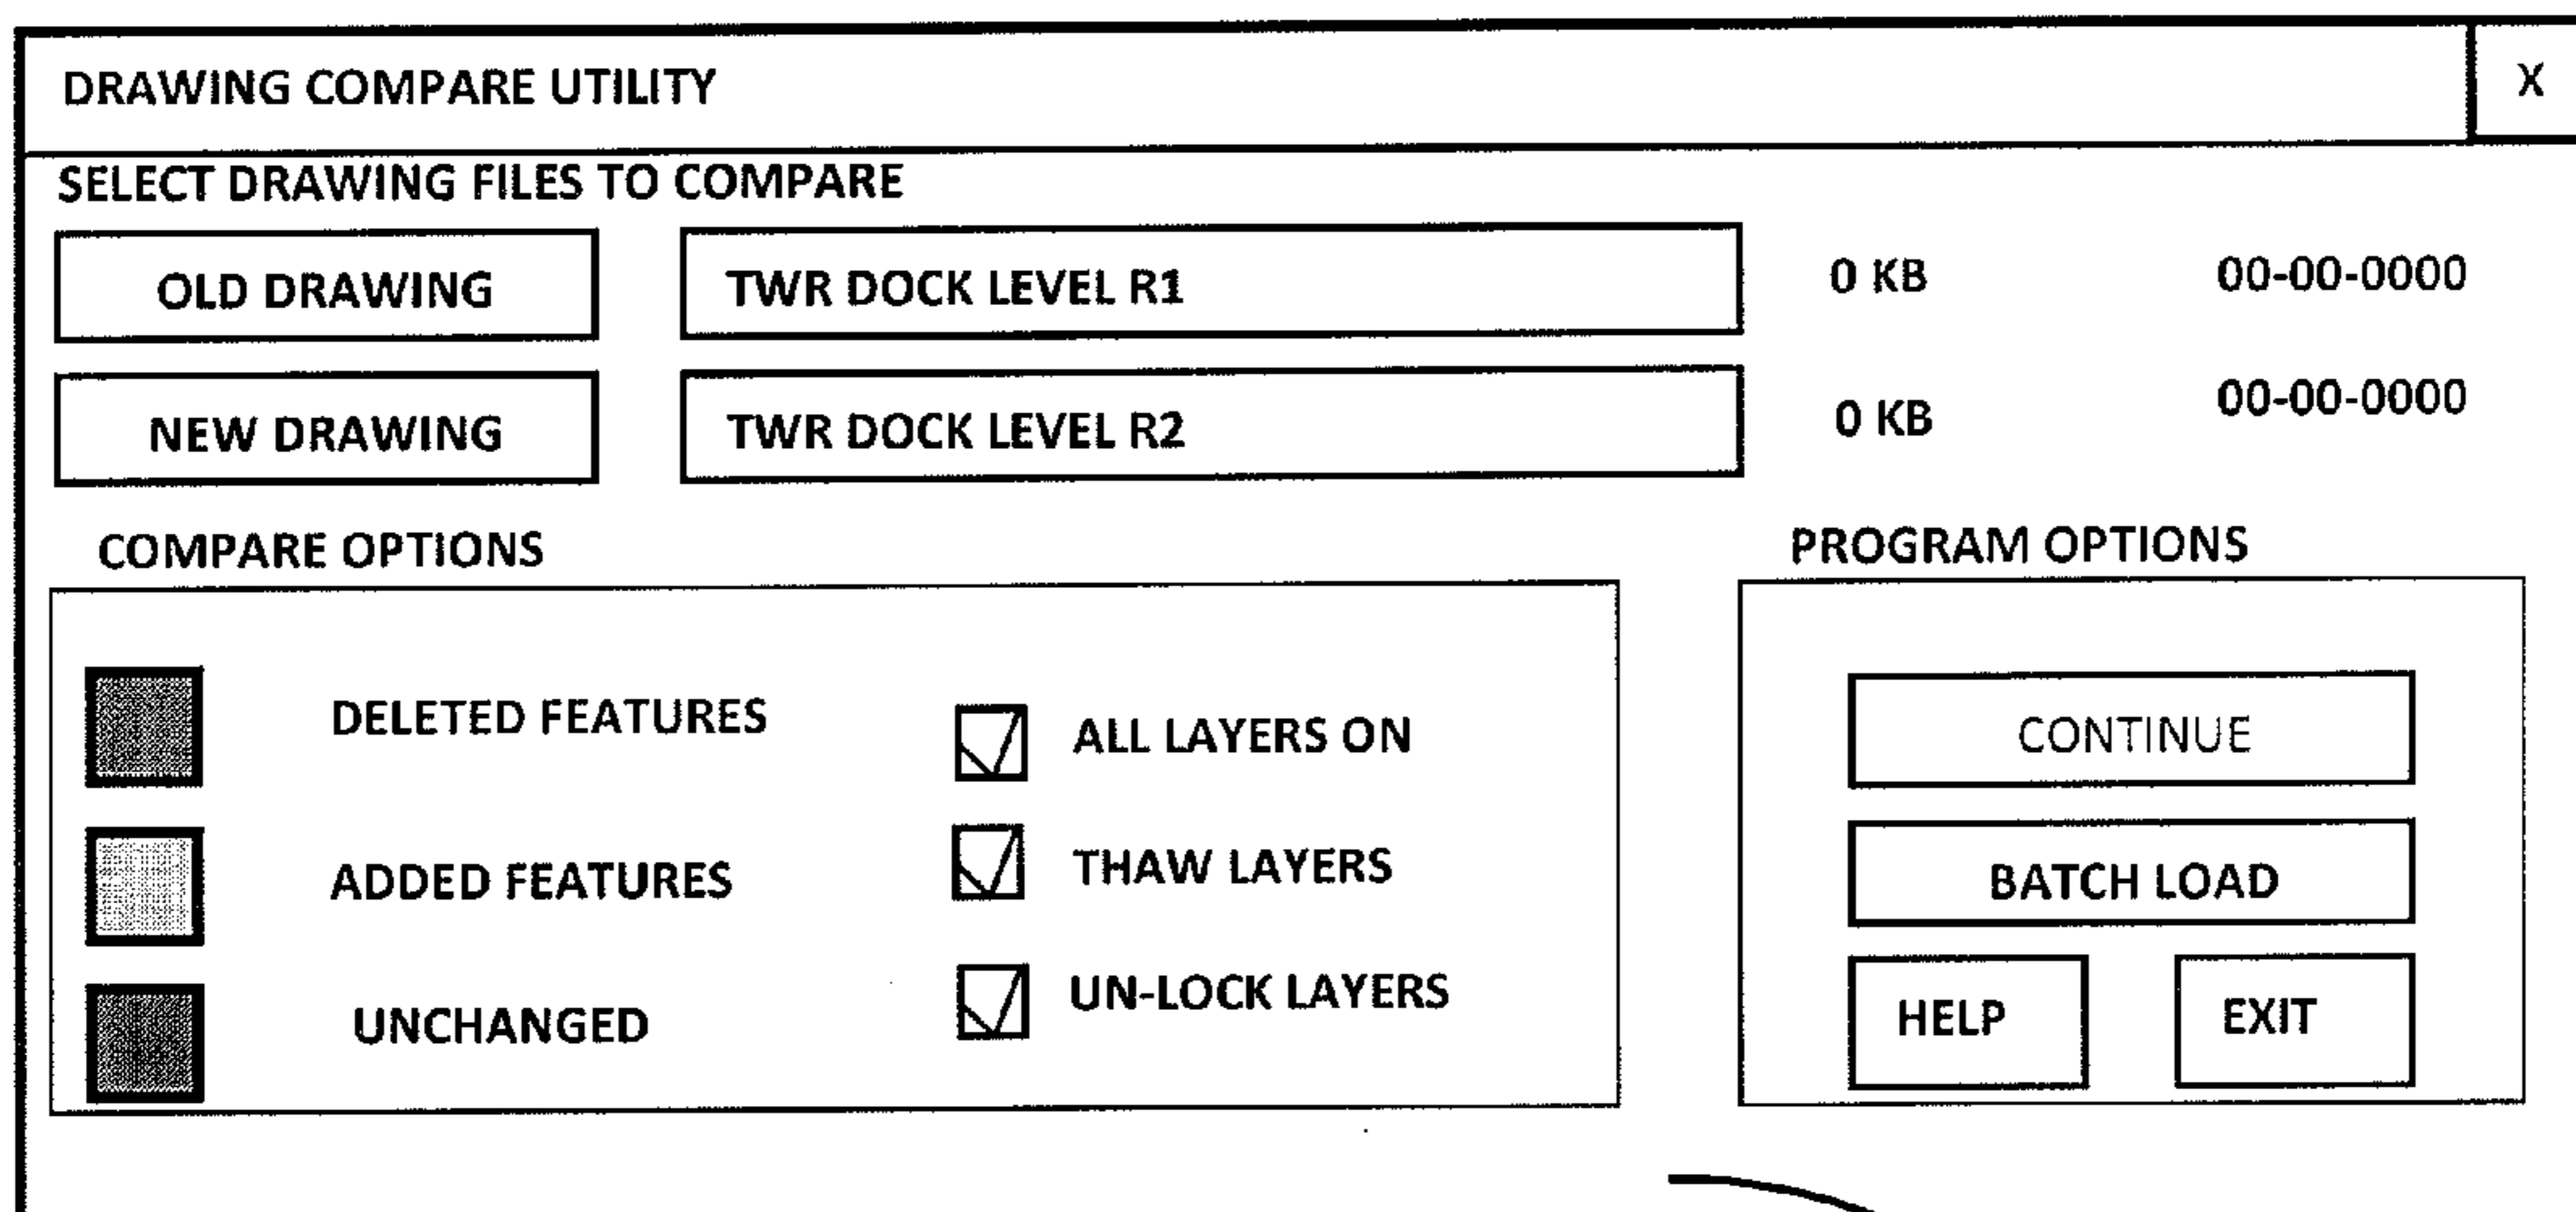 DRAWING COMPARE UTILITY X
SELECT DRAWING FILES TO COMPARE
OLD DRAWING TWR DOCK LEVEL R1 0 KB 00-00-0000
NEW DRAWING TWR DOCK LEVEL R2 0 KB 00-00-0000
COMPARE OPTIONS
DELETED FEATURES
ADDED FEATURES
UNCHANGED
ALL LAYERS ON
THAW LAYERS
UN-LOCK LAYERS
PROGRAM OPTIONS
CONTINUE
BATCH LOAD
HELP EXIT